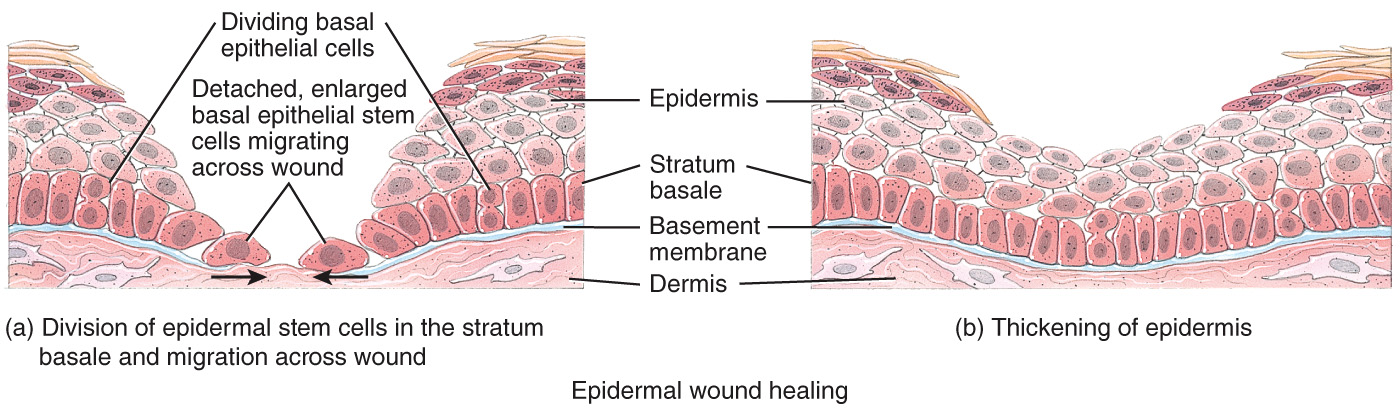 Dividing basal
epithelial cells
Detached, enlarged
basal epithelial stem
cells migrating
across wound
Epidermis
Stratum
basale
Basement
membrane
Dermis
(a) Division of epidermal stem cells in the stratum
basale and migration across wound
(b) Thickening of epidermis
Epidermal wound healing